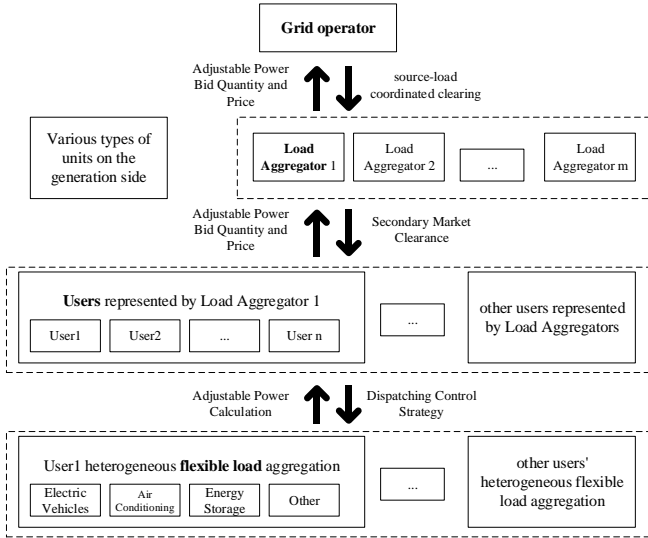 Grid operator
Adjustable Power
Bid Quantity and
Price
source-load
coordinated clearing
Various types of
units on the
generation side
Load
Aggregator 1
Load
Aggregator 2
...
Load
Aggregator m
Adjustable Power
Bid Quantity and
Price
Secondary Market
Clearance
Users represented by Load Aggregator 1
User1
User2
...
User n
...
other users represented
by Load Aggregators
Adjustable Power
Calculation
Dispatching Control
Strategy
User1 heterogeneous flexible load aggregation
Electric
Vehicles
Air
Conditioning
Energy
Storage
Other
...
other users'
heterogeneous flexible
load aggregation